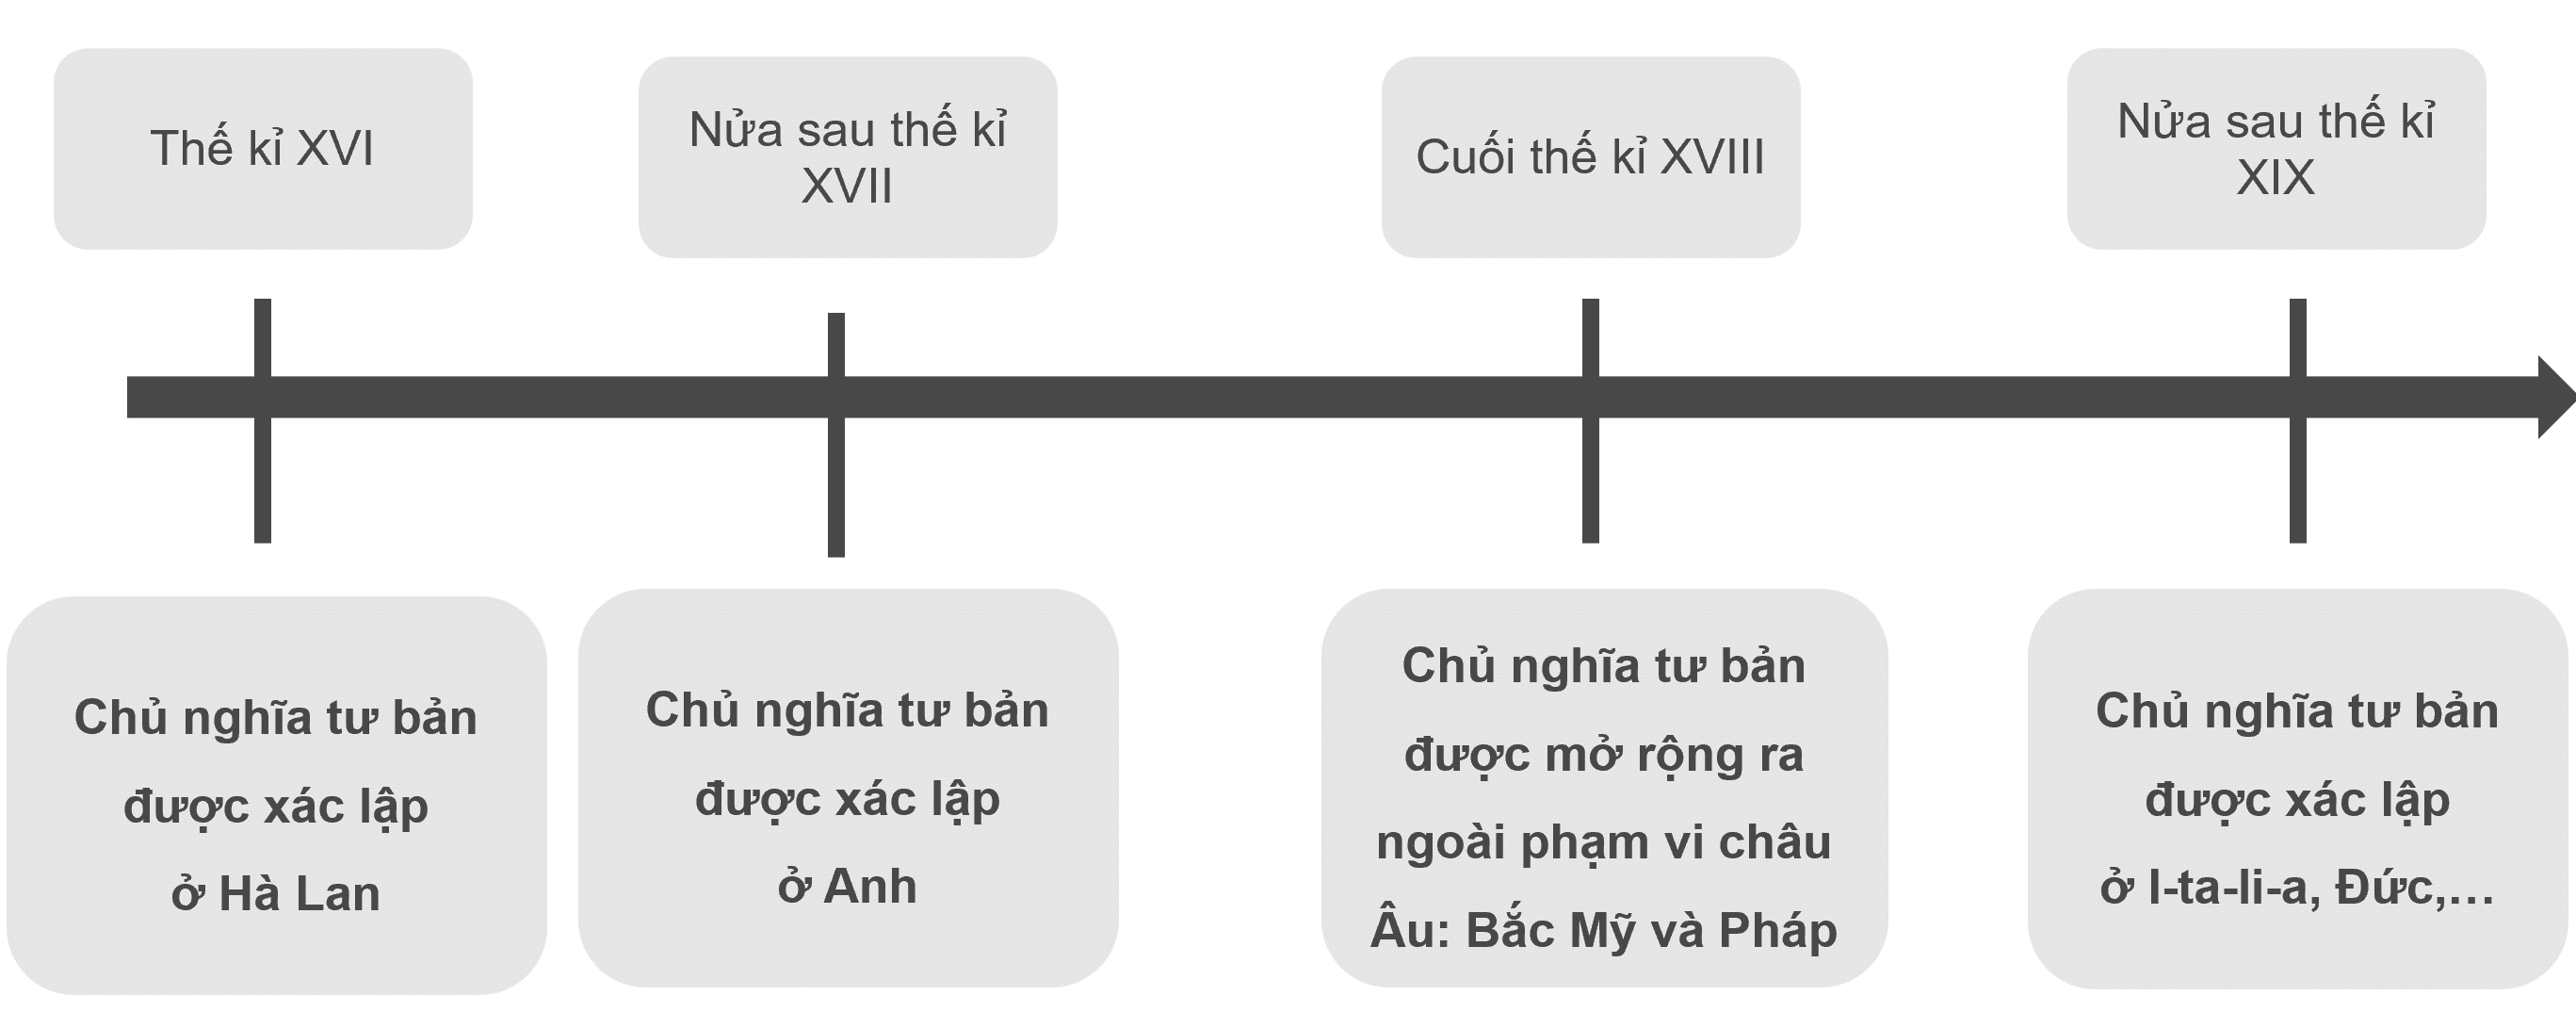 Thế kỉ XVI
Nửa sau thế kỉ
XVII
Cuối thế kỉ XVIII
Nửa sau thế kỉ
XIX
Chủ nghĩa tư bản
được xác lập
ở Hà Lan
Chủ nghĩa tư bản
được xác lập
ở Anh
Chủ nghĩa tư bản
được mở rộng ra
ngoài phạm vi châu
Âu: Bắc Mỹ và Pháp
Chủ nghĩa tư bản
được xác lập
ở I-ta-li-a, Đức,...